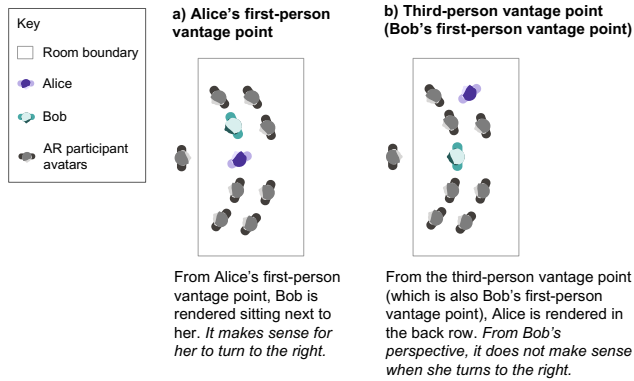 Key
Room boundary
Alice
Bob
AR participant
avatars
a) Alice's first-person
vantage point
From Alice's first-person
vantage point, Bob is
rendered sitting next to
her. It makes sense for
her to turn to the right.
b) Third-person vantage point
(Bob's first-person vantage point)
From the third-person vantage point
(which is also Bob's first-person
vantage point), Alice is rendered in
the back row. From Bob's
perspective, it does not make sense
when she turns to the right.